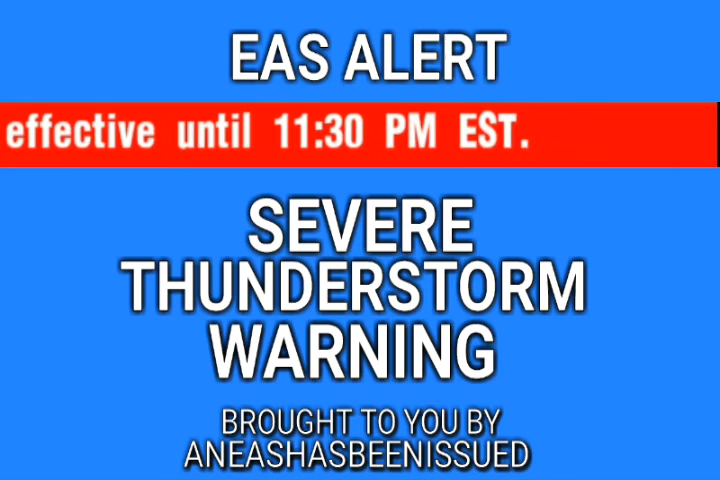 EAS ALERT
effective until 11:30 PM EST.
SEVERE
THUNDERSTORM
WARNING
BROUGHT TO YOU BY
ANEASHASBEENISSUED